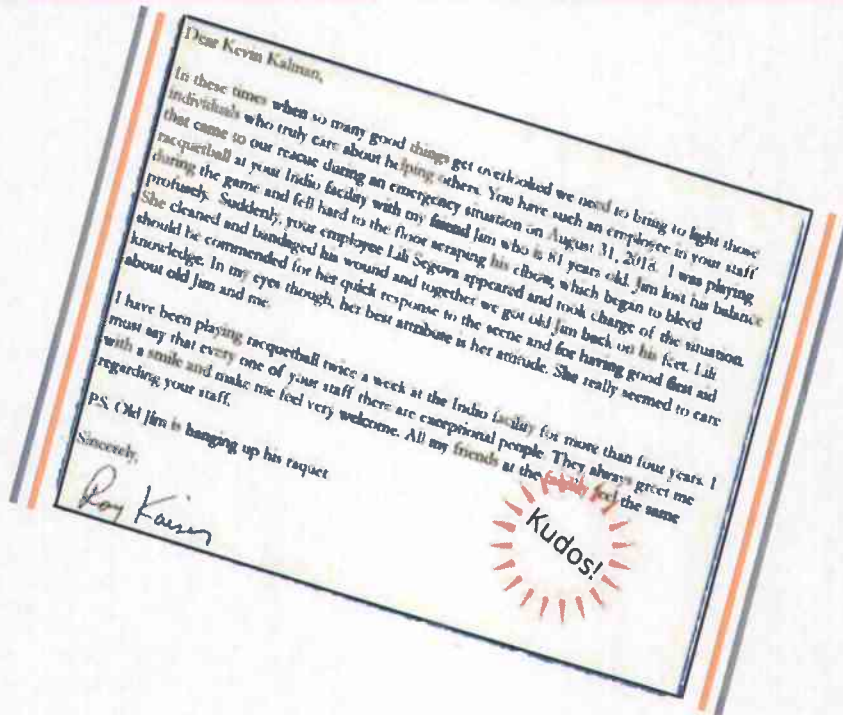 Dear Kevin Kalman,
In these times when so many good things get overlooked we need to bring to light those
individuals who truly care about helping others. You have such an employee in your staff
that came to our rescue during an emergency situation on August 31, 2018. I was playing
racquetball at your Indio facility with my friend Jim who is 81 years old. Jim lost his balance
during the game and fell hard to the floor scraping his elbow, which began to bleed
profusely. Suddenly, your employee Lili Segova appeared and took charge of the situation.
She cleaned and bandaged his wound and together we got old Jim back on his feet. Lili
should be commended for her quick response to the scene and for having good first aid
knowledge. In my eyes though, her best attribute is her attitude. She really seemed to care
about old Jim and me.
I have been playing racquetball twice a week at the Indio facility for more than four years. I
must say that every one of your staff there are exceptional people. They always greet me
with a smile and make me feel very welcome. All my friends at the feel the same
regarding your staff.
PS. Old Jim is hanging up his raquet
Sincerely,
Roy Kaiser
Kudos!